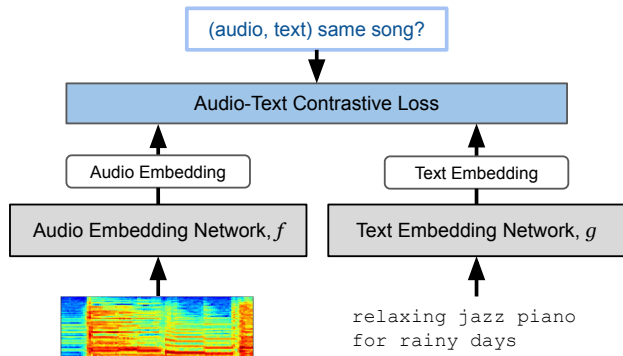 (audio, text) same song?
Audio-Text Contrastive Loss
Audio Embedding
Text Embedding
Audio Embedding Network, f
Text Embedding Network, g
relaxing jazz piano
for rainy days